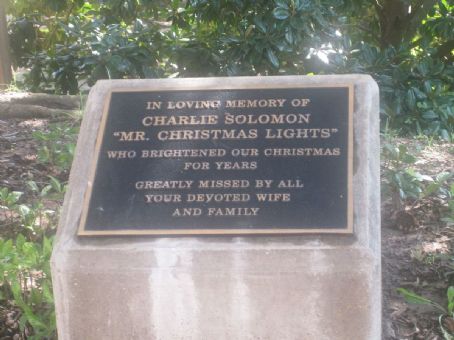 IN LOVING MEMORY OF
CHARLIE SOLOMON
"MR. CHRISTMAS LIGHTS"
WHO BRIGHTENED OUR CHRISTMAS
FOR YEARS
GREATLY MISSED BY ALL
YOUR DEVOTED WIFE
AND FAMILY